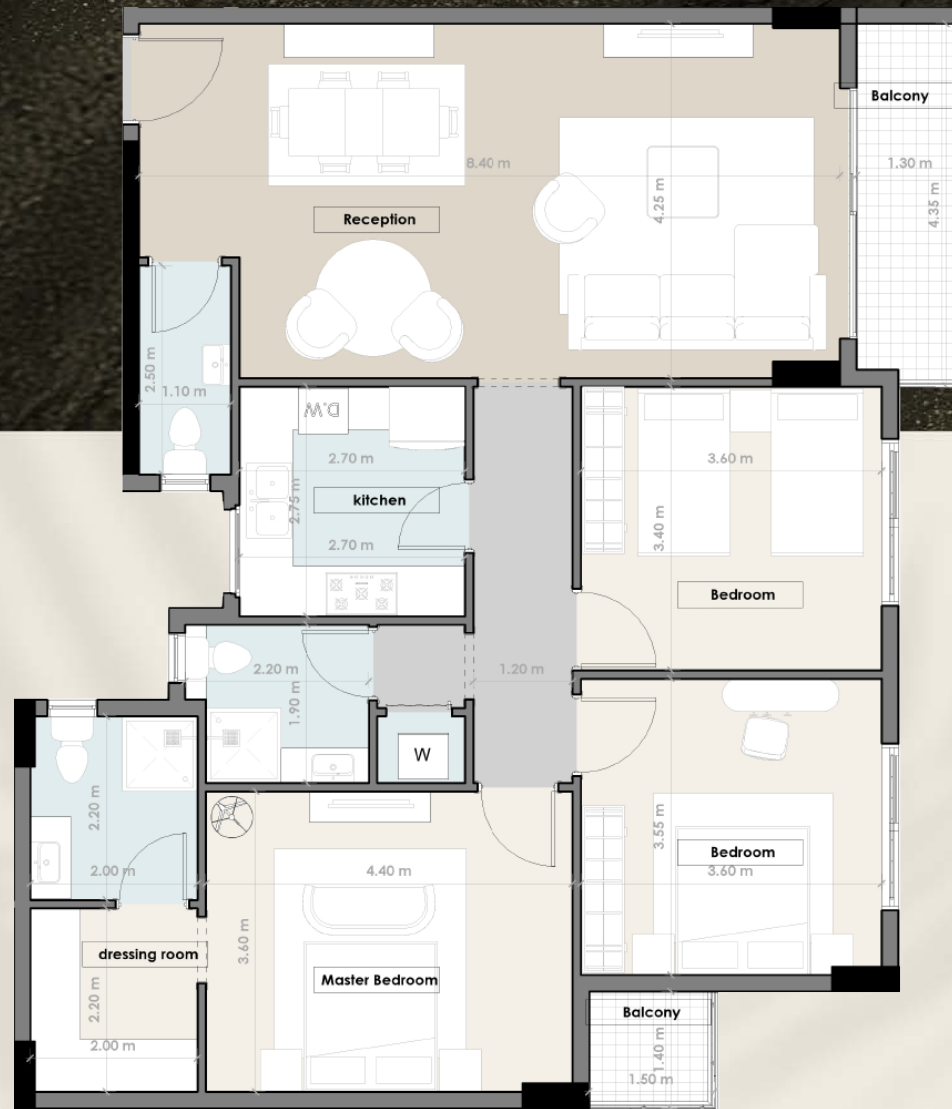 Balcony
8.40 m
1.30 m
4.25 m
4.35 m
Reception
2.50 m
1.10 m
D.W
2.70 m
3.60 m
kitchen
2.75 m
3.40 m
2.70 m
Bedroom
2.20 m
1.20 m
1.90 m
W
2.20 m
3.55 m
Bedroom
2.00 m
4.40 m
3.60 m
3.60 m
dressing room
Master Bedroom
2.20 m
Balcony
2.00 m
1.40 m
1.50 m